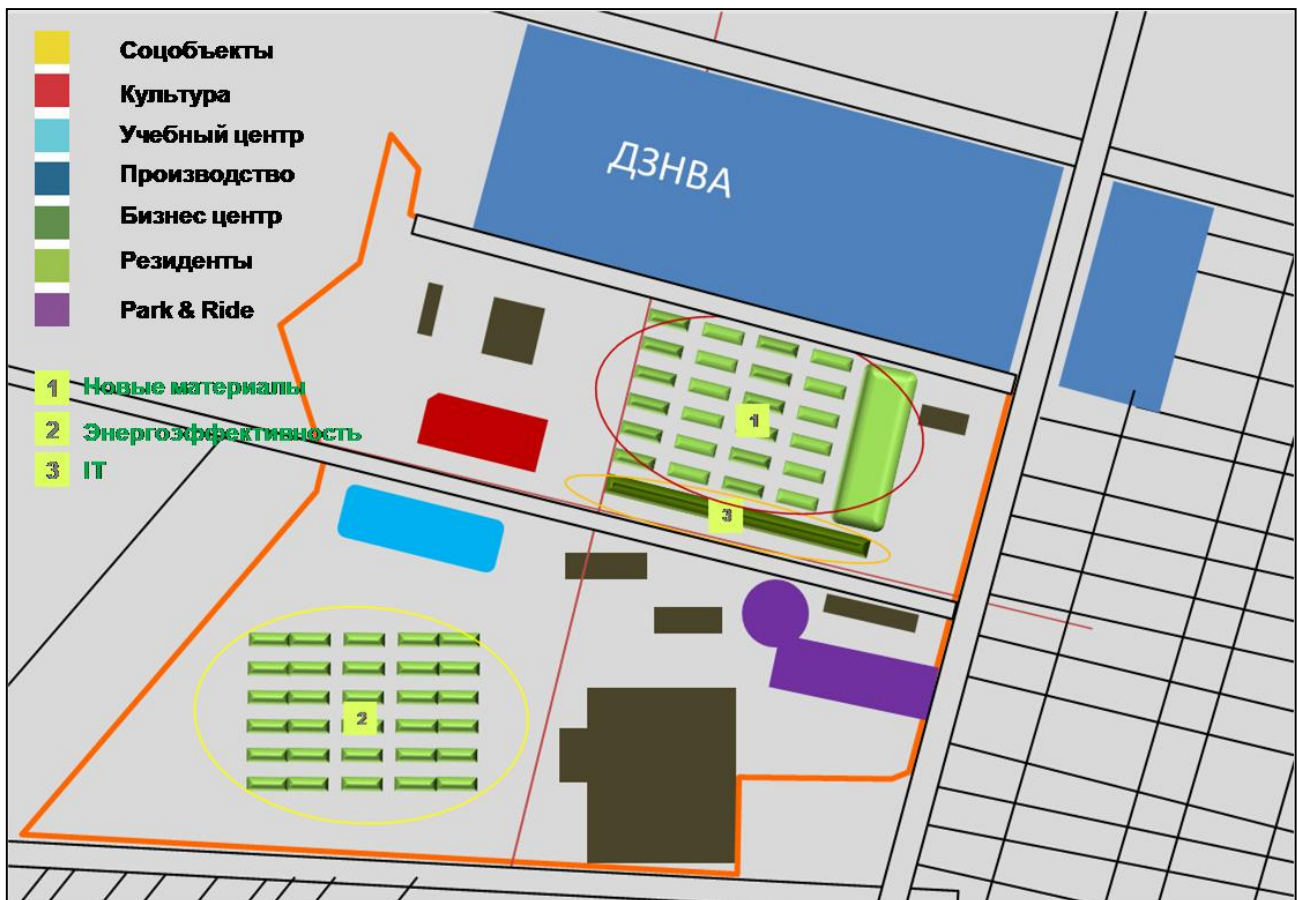 Соцобъекты
Культура
Учебный центр
Производство
Бизнес центр
Резиденты
Park & Ride
1 Новые материалы
2 Энергоэффективность
3 IT
ДЗНВА
1
3
2